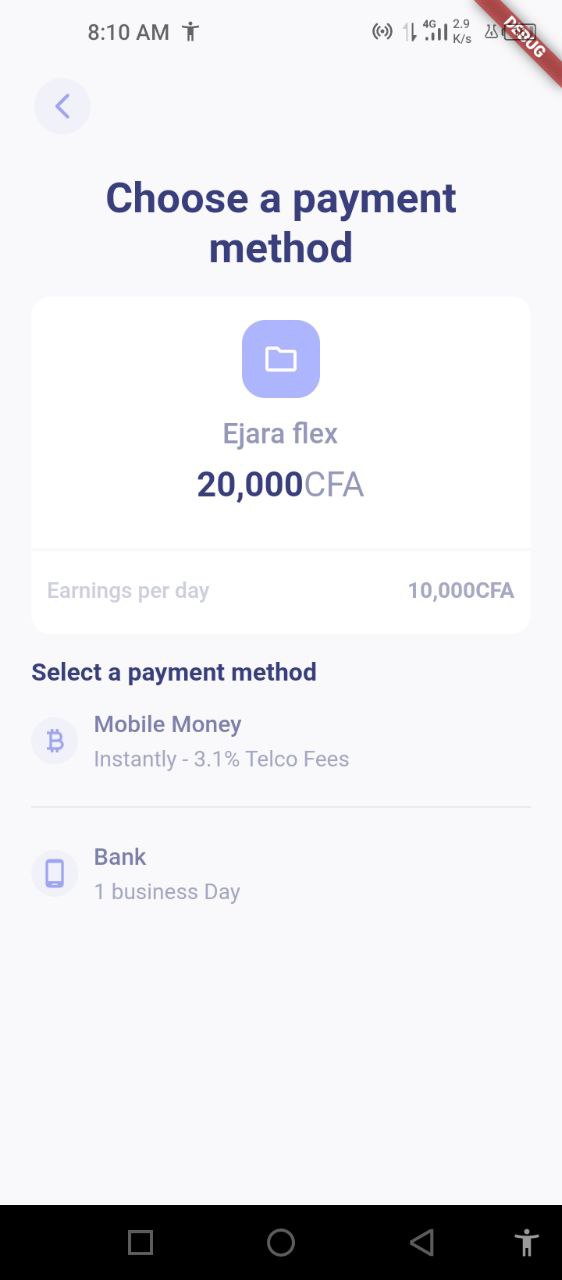 8:10 AM
4G
2.9
K/s
DEBUG
Choose a payment
method
Ejara flex
20,000CFA
Earnings per day 10,000CFA
Select a payment method
Mobile Money
Instantly - 3.1% Telco Fees
Bank
1 business Day